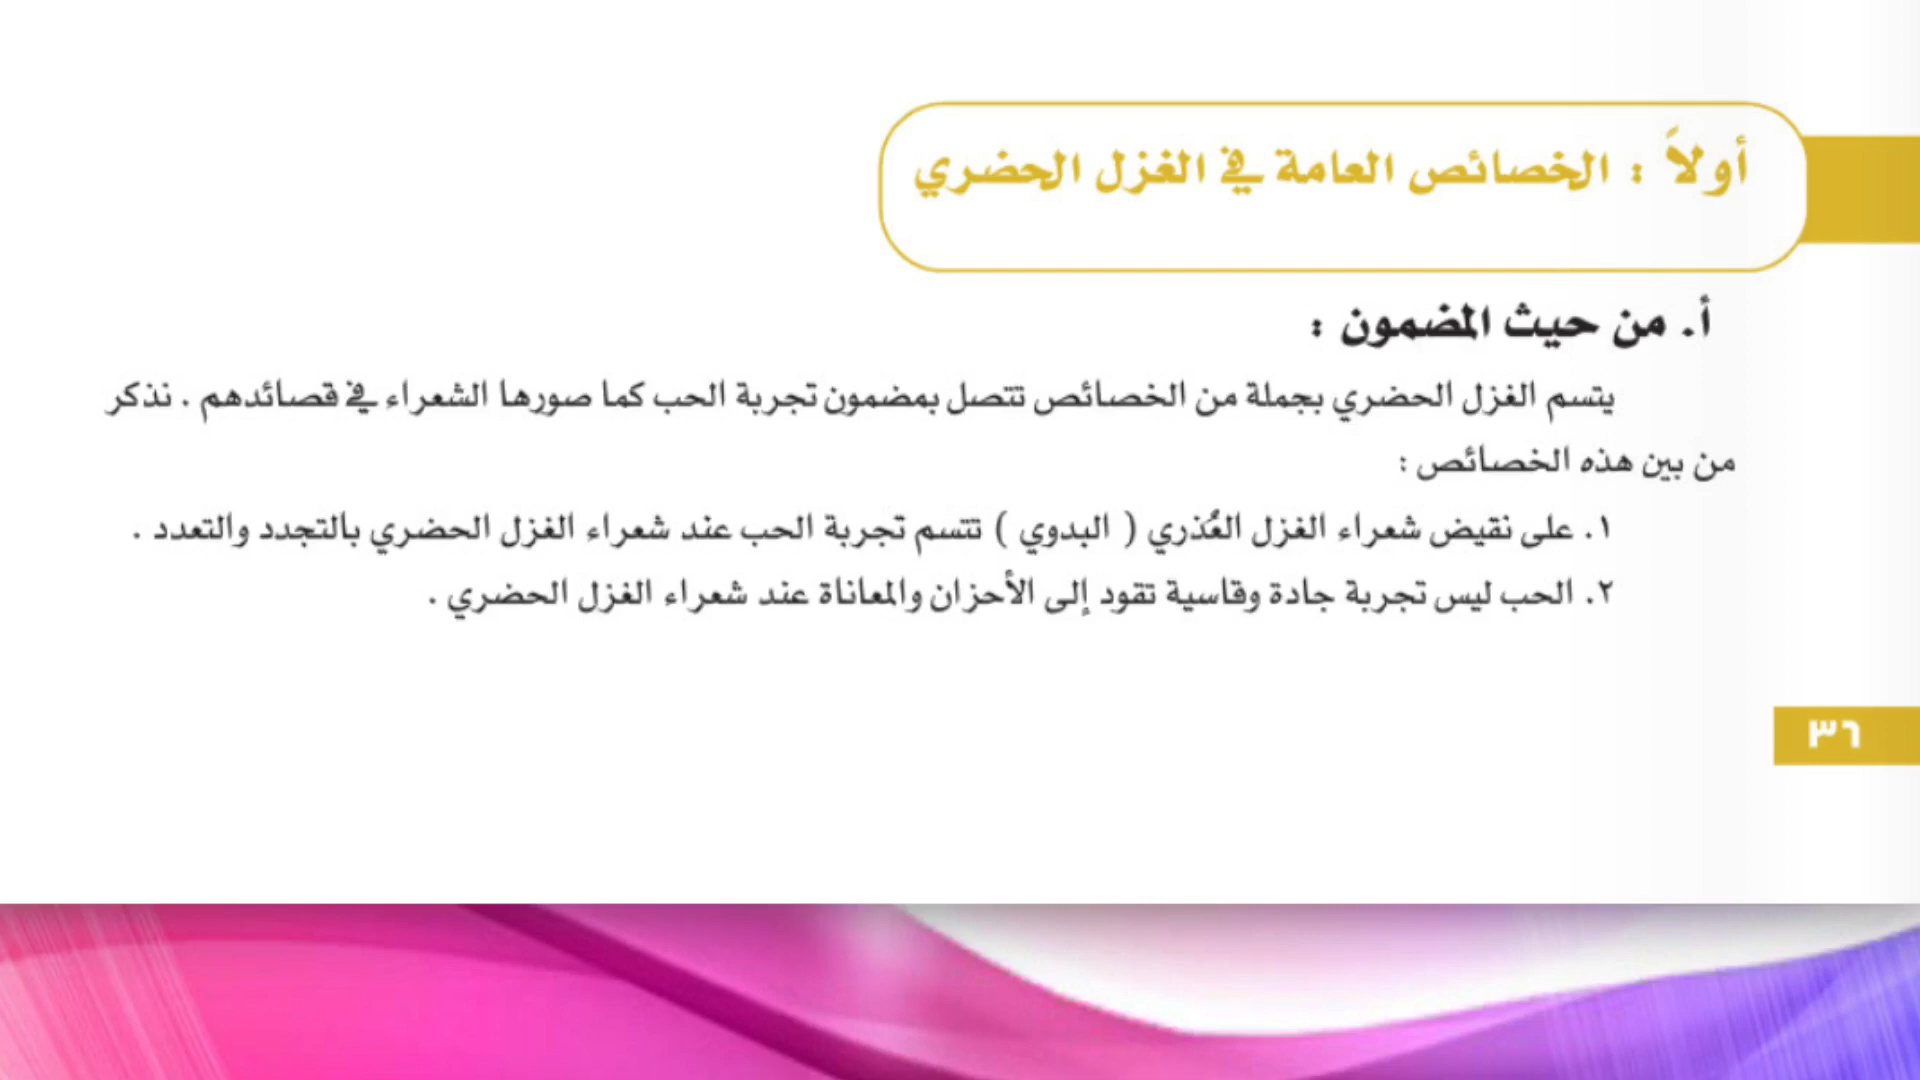 أولاً : الخصائص العامة في الغزل الحضري
أ. من حيث المضمون :
يتسم الغزل الحضري بجملة من الخصائص تتصل بمضمون تجربة الحب كما صورها الشعراء في قصائدهم . نذكر
من بين هذه الخصائص :
١. على نقيض شعراء الغزل العُذري ( البدوي ) تتسم تجربة الحب عند شعراء الغزل الحضري بالتجدد والتعدد .
٢. الحب ليس تجربة جادة وقاسية تقود إلى الأحزان والمعاناة عند شعراء الغزل الحضري .
٣٦